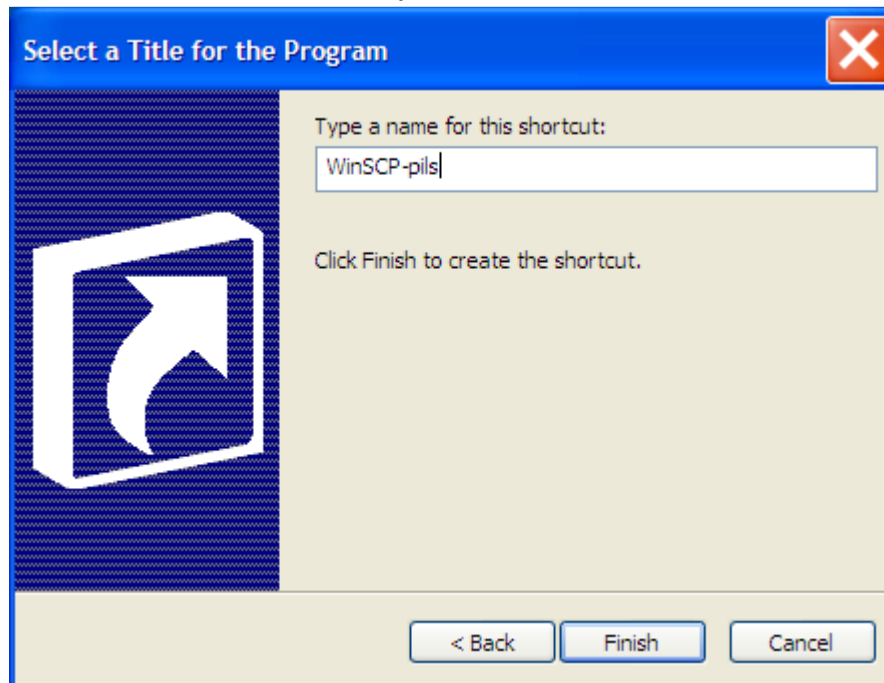 Select a Title for the Program
Type a name for this shortcut:
WinSCP-pils
Click Finish to create the shortcut.
< Back Finish Cancel